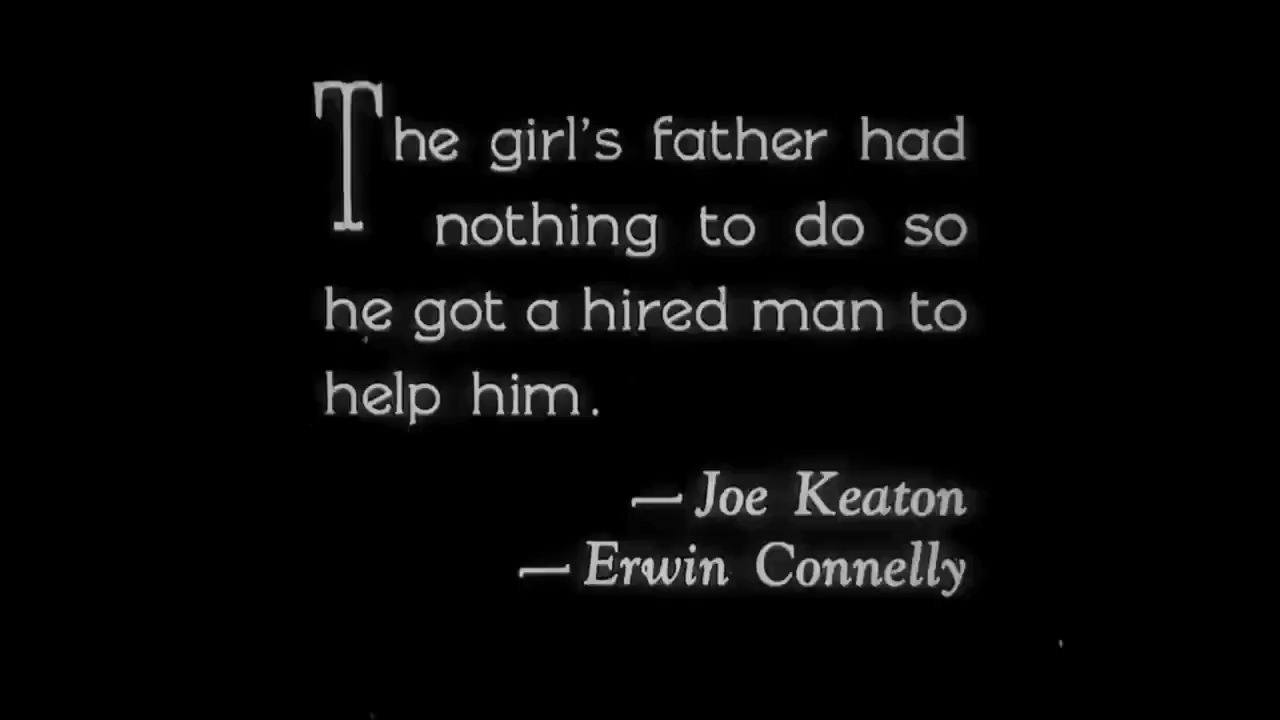 The girl's father had
nothing to do so
he got a hired man to
help him.
— Joe Keaton
— Erwin Connelly